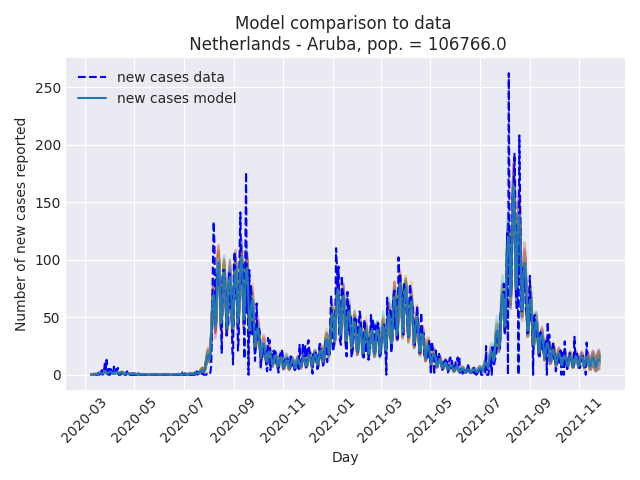 Model comparison to data
Netherlands - Aruba, pop. = 106766.0
new cases data
new cases model
Number of new cases reported
250
200
150
100
50
0
2020-03
2020-05
2020-07
2020-09
2020-11
2021-01
2021-03
2021-05
2021-07
2021-09
2021-11
Day